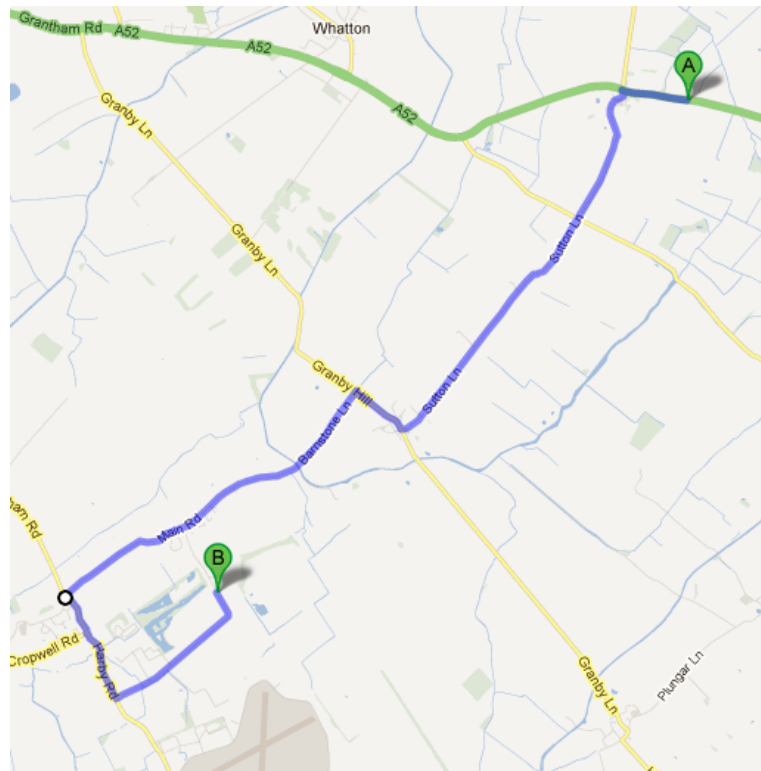 Grantham Rd
A52
A52
Whatton
A
Granby Ln
A52
Granby Ln
Sutton Ln
Granby Hill
Sutton Ln
Barnstone Ln
ham Rd
Main Rd
B
Cropwell Rd
Harby Rd
Granby Ln
Plungar Ln